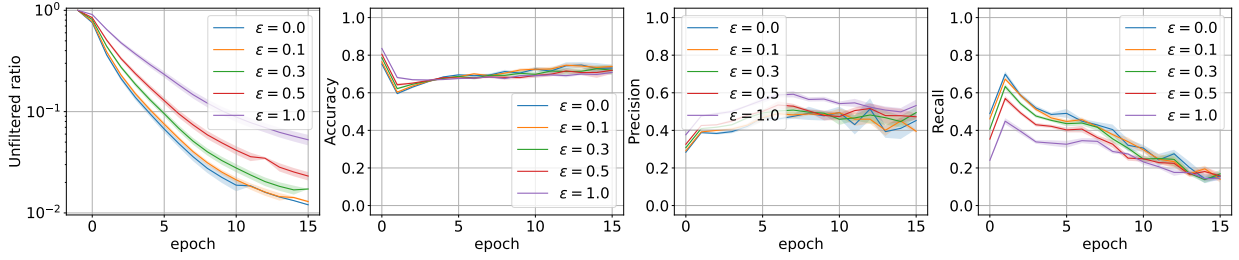 Unfiltered ratio
10⁰
10⁻¹
10⁻²
0 5 10 15
epoch
ε = 0.0
ε = 0.1
ε = 0.3
ε = 0.5
ε = 1.0
Accuracy
1.0
0.8
0.6
0.4
0.2
0.0
0 5 10 15
epoch
ε = 0.0
ε = 0.1
ε = 0.3
ε = 0.5
ε = 1.0
Precision
1.0
0.8
0.6
0.4
0.2
0.0
0 5 10 15
epoch
ε = 0.0
ε = 0.1
ε = 0.3
ε = 0.5
ε = 1.0
Recall
1.0
0.8
0.6
0.4
0.2
0.0
0 5 10 15
epoch
ε = 0.0
ε = 0.1
ε = 0.3
ε = 0.5
ε = 1.0